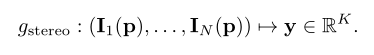 g_stereo : (I_1(p), . . . , I_N(p)) ↦ y ∈ ℝ^K.